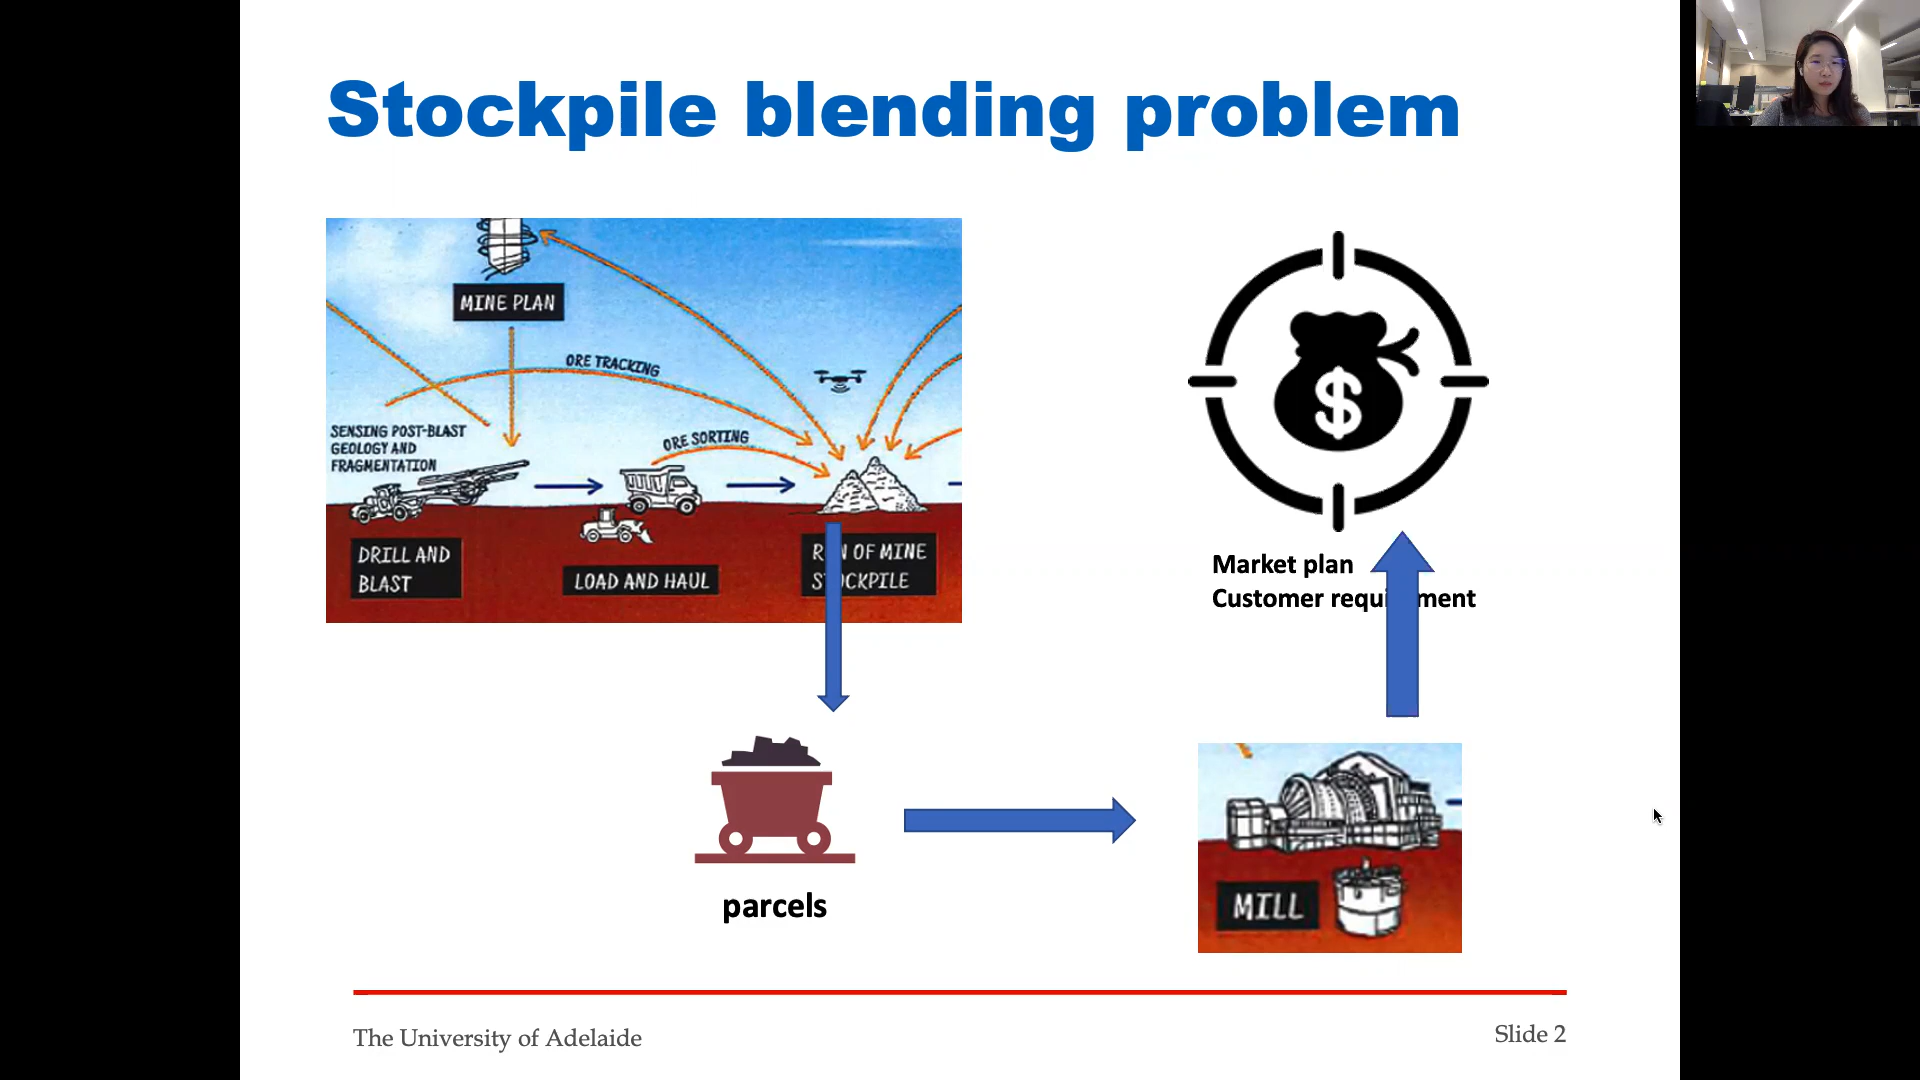 Stockpile blending problem
MINE PLAN
ORE TRACKING
SENSING POST-BLAST
GEOLOGY AND
FRAGMENTATION
ORE SORTING
DRILL AND
BLAST
LOAD AND HAUL
RUN OF MINE
STOCKPILE
$
Market plan
Customer requirement
parcels
MILL
The University of Adelaide
Slide 2